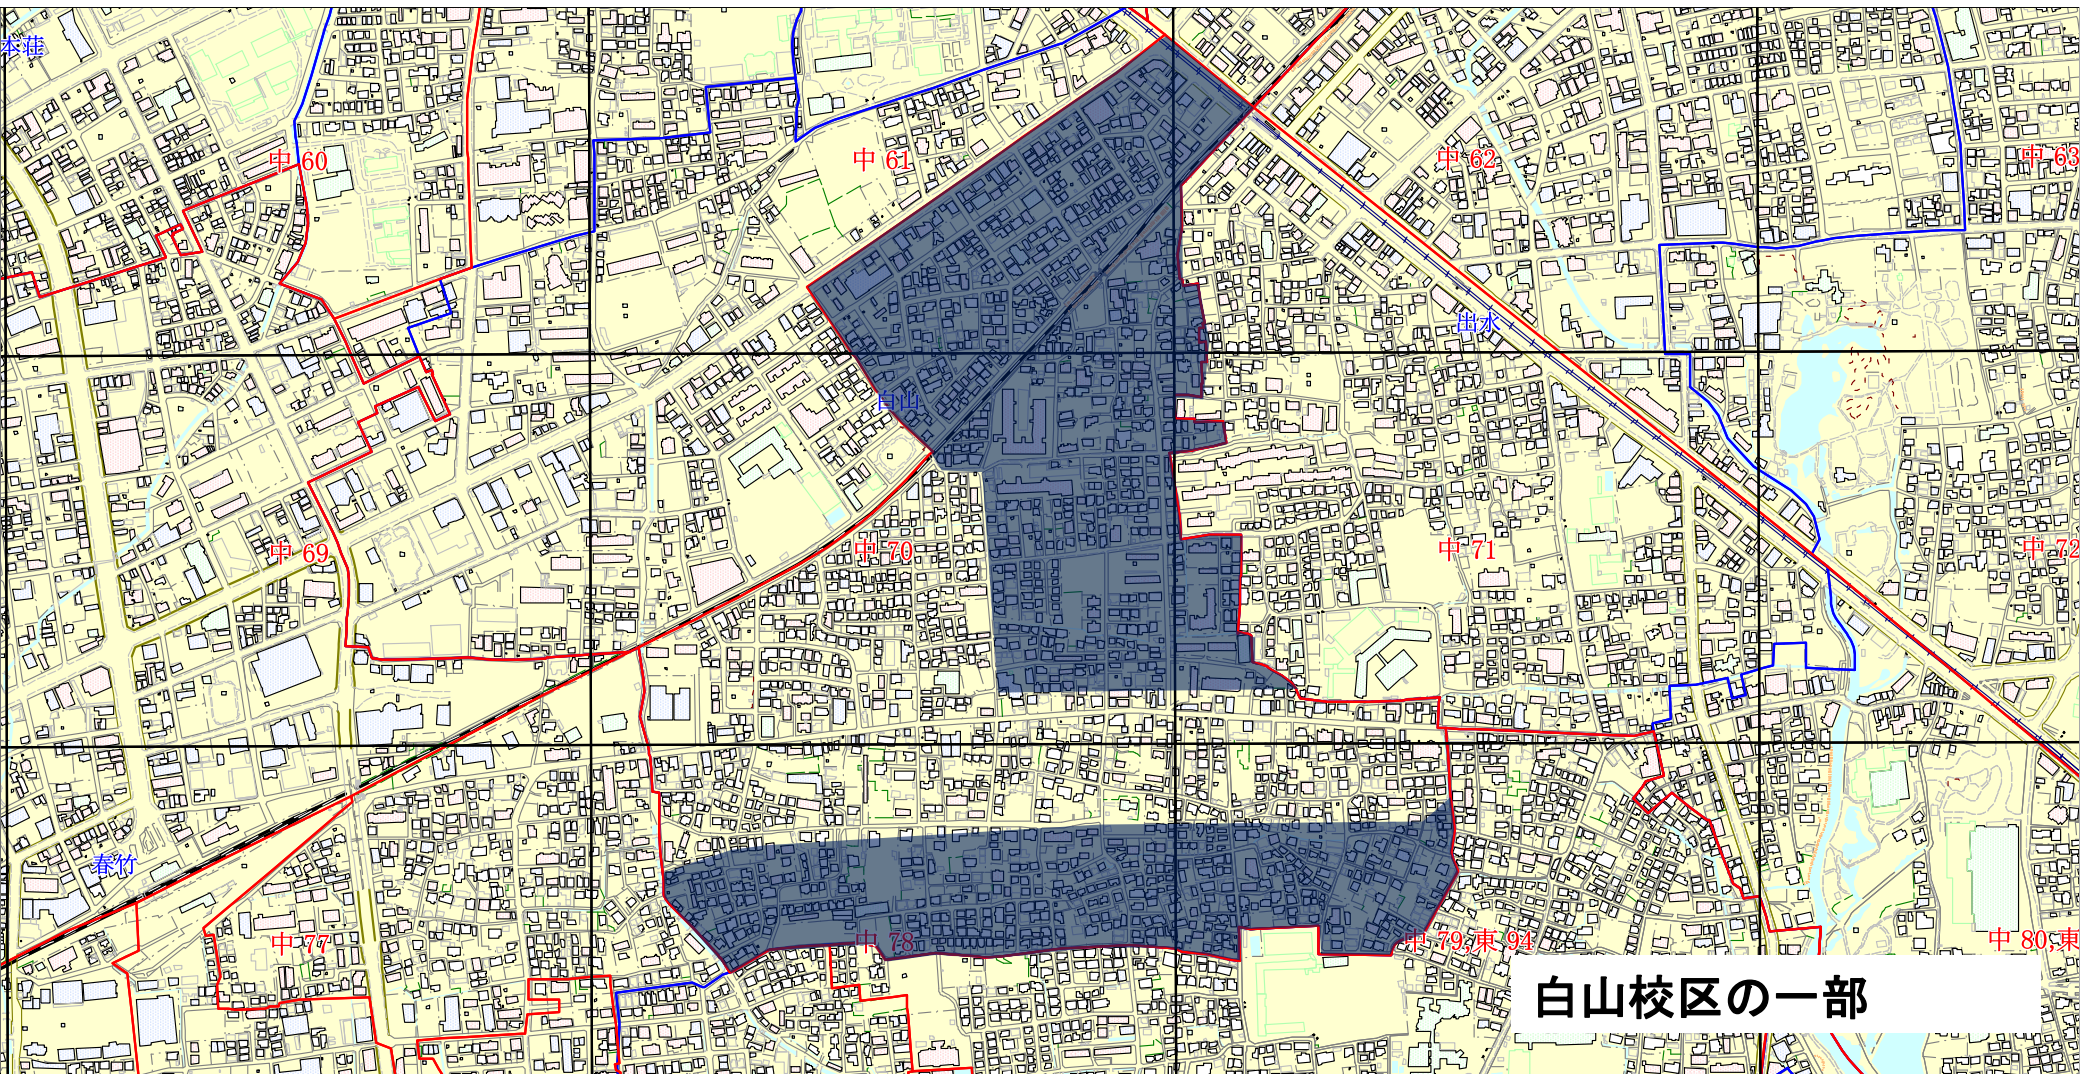 本荘
中 60
中 61
中 62
中 63
出水
白山
中 69
中 70
中 71
中 72
春竹
中 77
中 78
中 79,東 94
中 80,東
白山校区の一部